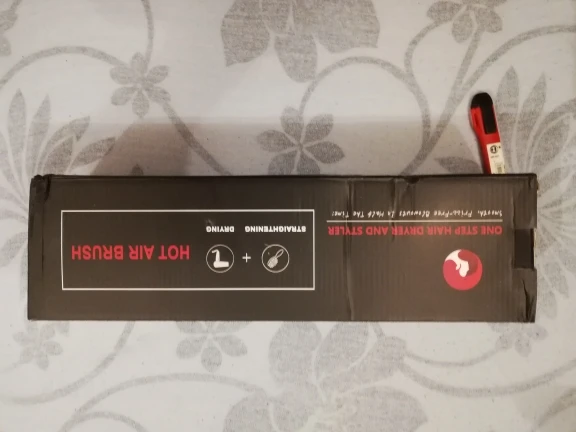 ONE STEP HAIR DRYER AND STYLER
Smooth, Frizz-Free Blowouts In Half The Time!
+
STRAIGHTENING
DRYING
HOT AIR BRUSH